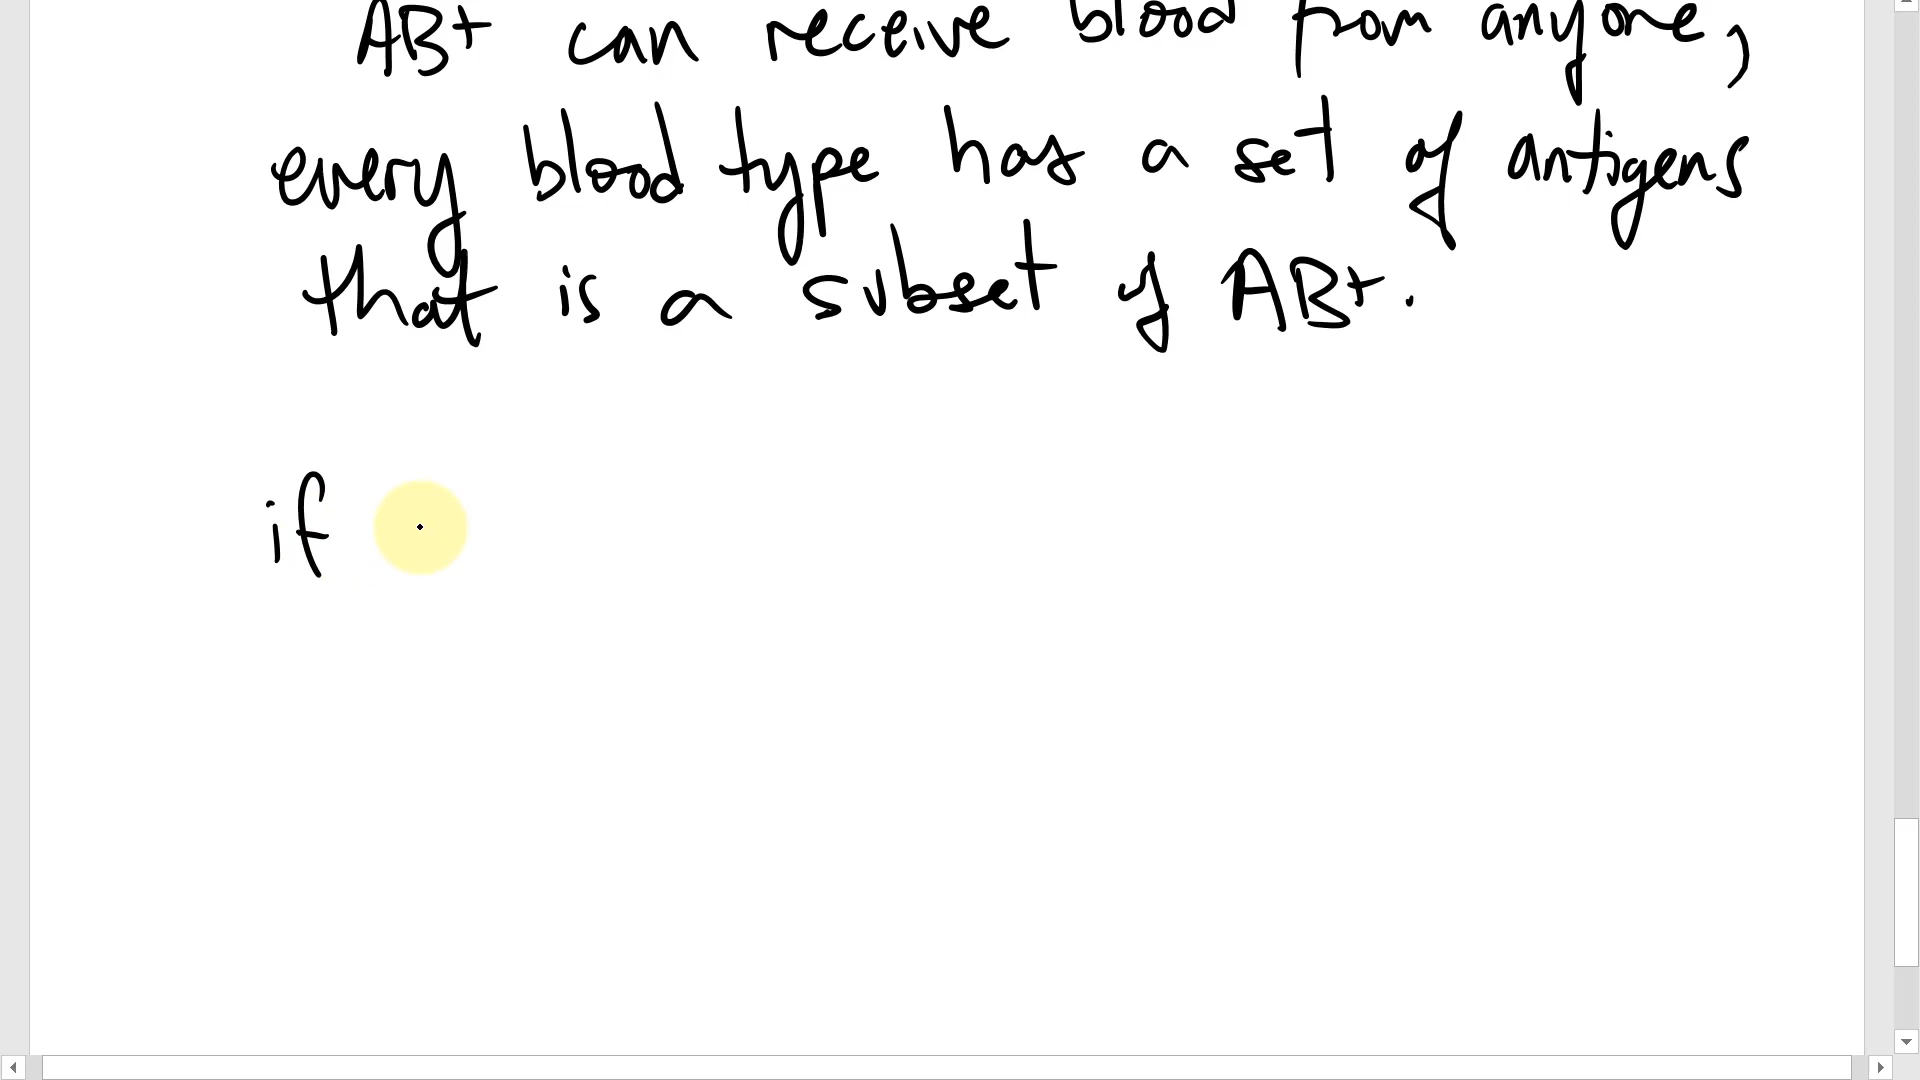 AB+ can receive blood from anyone,
every blood type has a set of antigens
that is a subset of AB+.
if